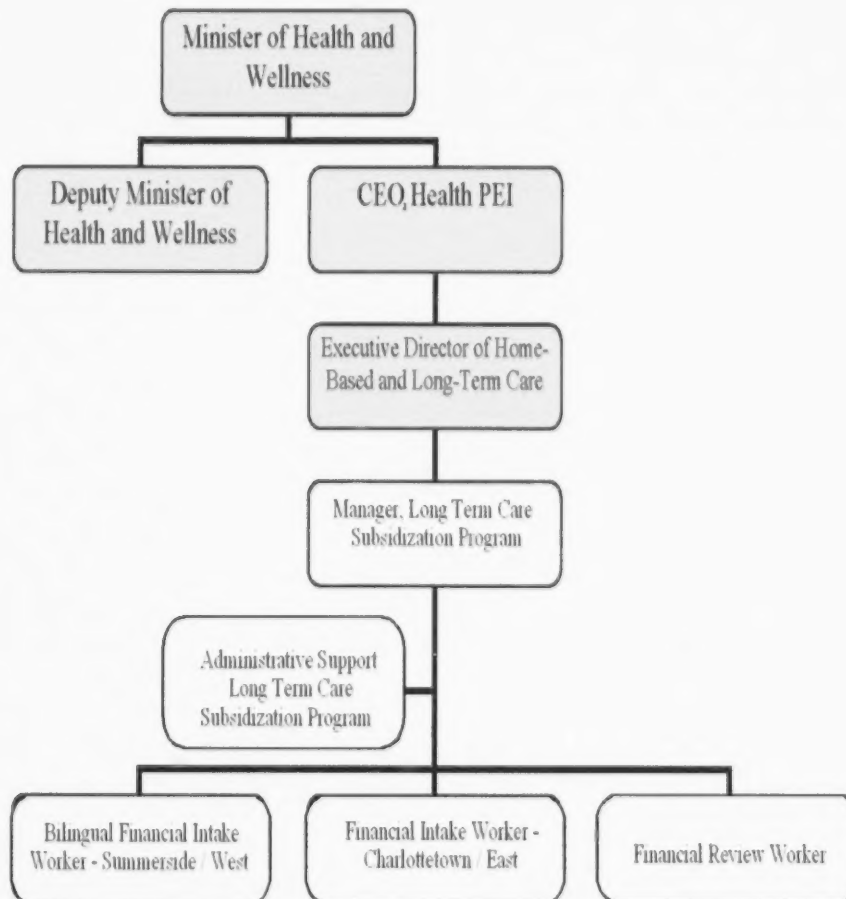 Minister of Health and
Wellness
Deputy Minister of
Health and Wellness
CEO, Health PEI
Executive Director of Home-
Based and Long-Term Care
Manager, Long Term Care
Subsidization Program
Administrative Support
Long Term Care
Subsidization Program
Bilingual Financial Intake
Worker - Summerside / West
Financial Intake Worker -
Charlottetown / East
Financial Review Worker